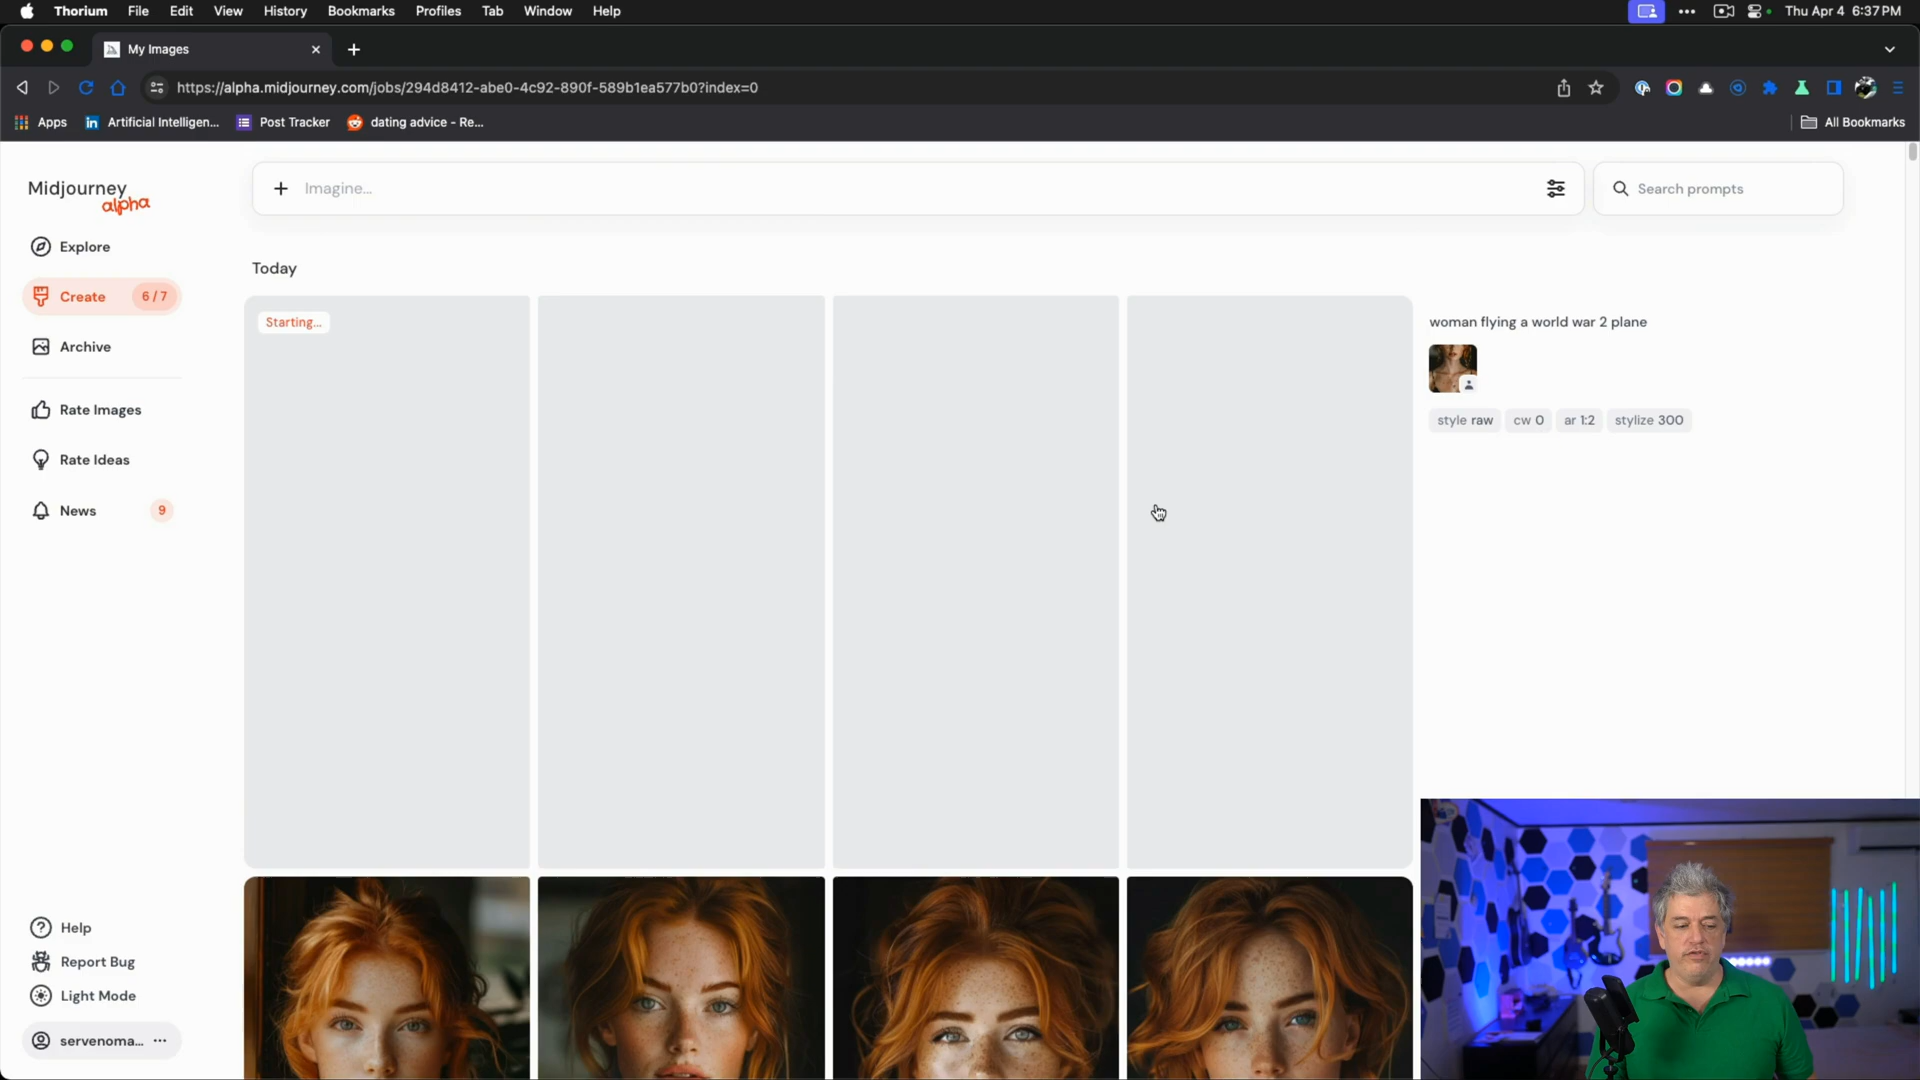 Thorium File Edit View History Bookmarks Profiles Tab Window Help
Thu Apr 4 6:37 PM
My Images
https://alpha.midjourney.com/jobs/294d8412-abe0-4c92-890f-589b1ea577b0?index=0
Apps Artificial Intelligen... Post Tracker dating advice - Re... All Bookmarks
Midjourney
alpha
Imagine...
Search prompts
Explore
Create 6 / 7
Archive
Rate Images
Rate Ideas
News 9
Help
Report Bug
Light Mode
servenoma...
Today
Starting...
woman flying a world war 2 plane
style raw cw 0 ar 1:2 stylize 300